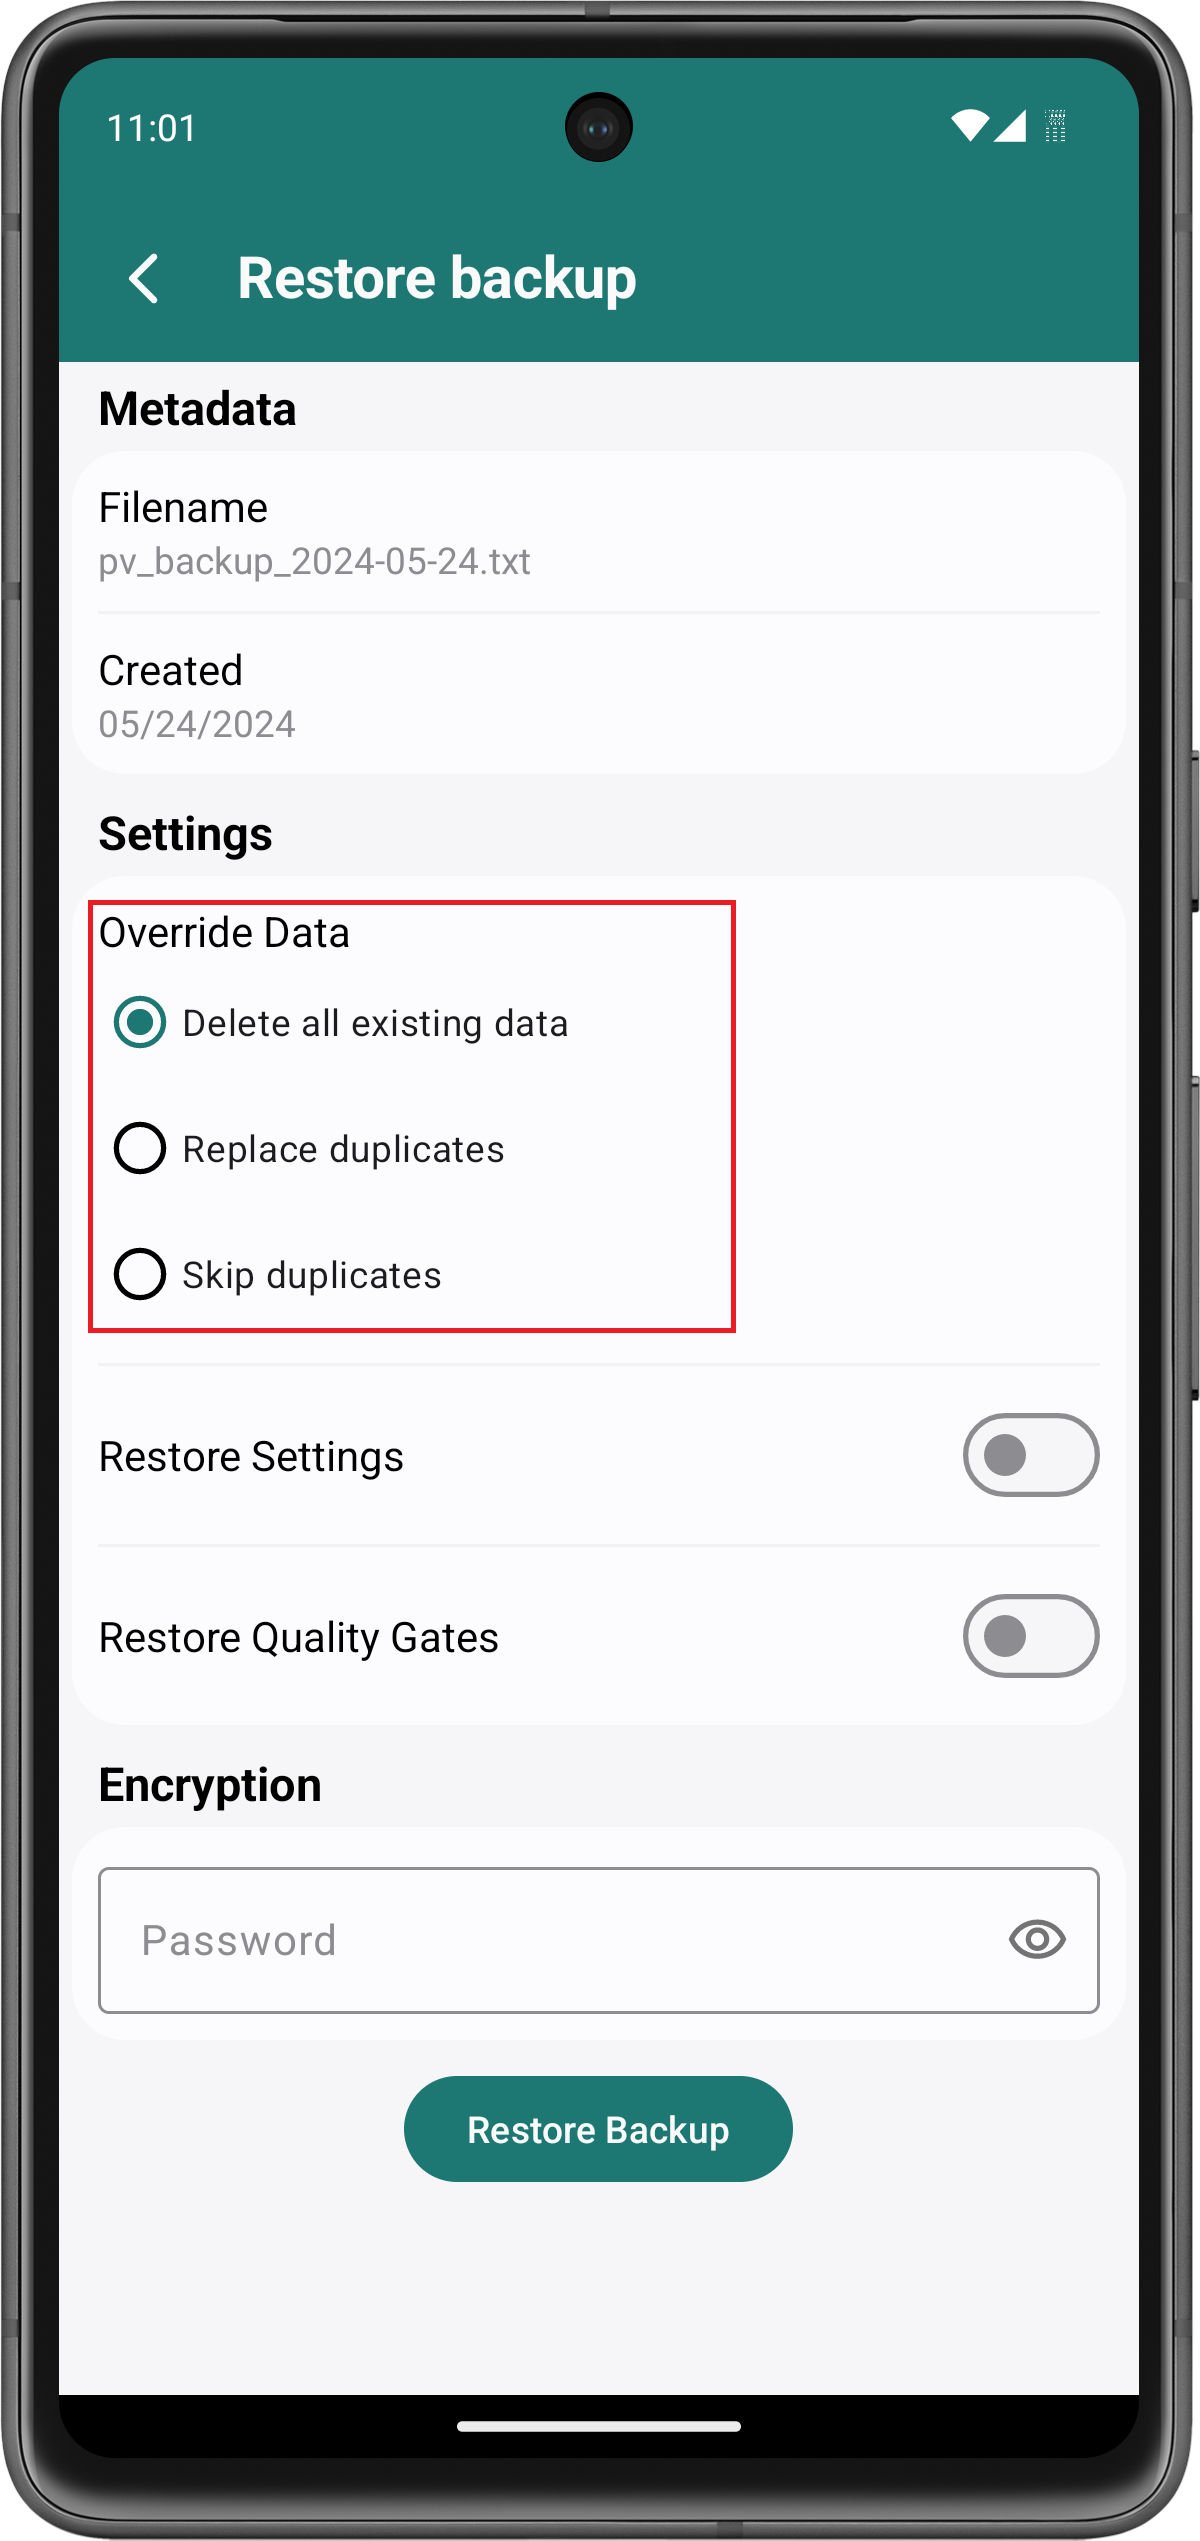 11:01
Restore backup
Metadata
Filename
pv_backup_2024-05-24.txt
Created
05/24/2024
Settings
Override Data
Delete all existing data
Replace duplicates
Skip duplicates
Restore Settings
Restore Quality Gates
Encryption
Password
Restore Backup